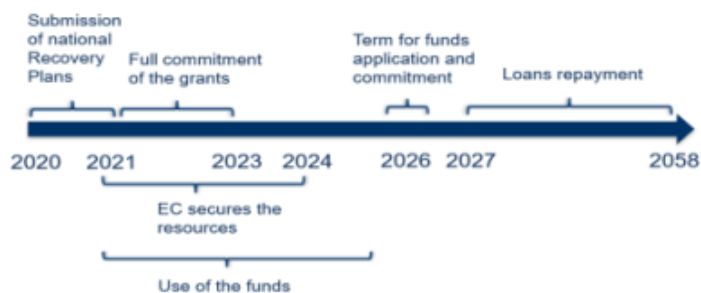 Submission
of national
Recovery
Plans
Full commitment
of the grants
Term for funds
application and
commitment
Loans repayment
2020 2021 2023 2024 2026 2027 2058
EC secures the
resources
Use of the funds